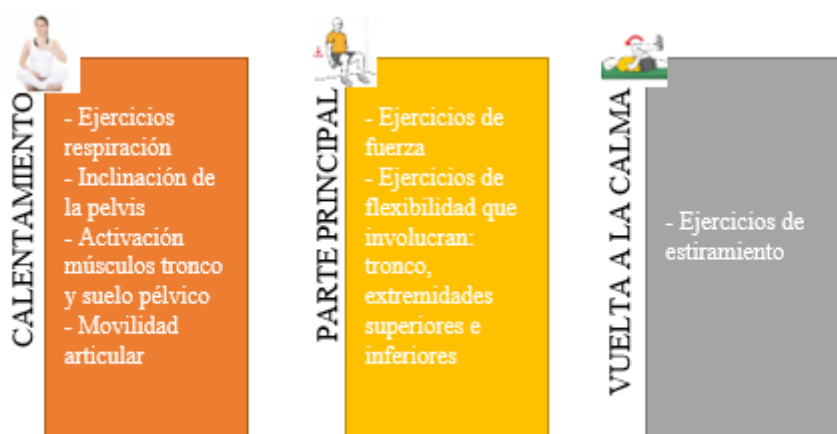 CALENTAMIENTO
- Ejercicios
respiración
- Inclinación de
la pelvis
- Activación
músculos tronco
y suelo pélvico
- Movilidad
articular
PARTE PRINCIPAL
- Ejercicios de
fuerza
- Ejercicios de
flexibilidad que
involucran:
tronco,
extremidades
superiores e
inferiores
VUELTA A LA CALMA
- Ejercicios de
estiramiento